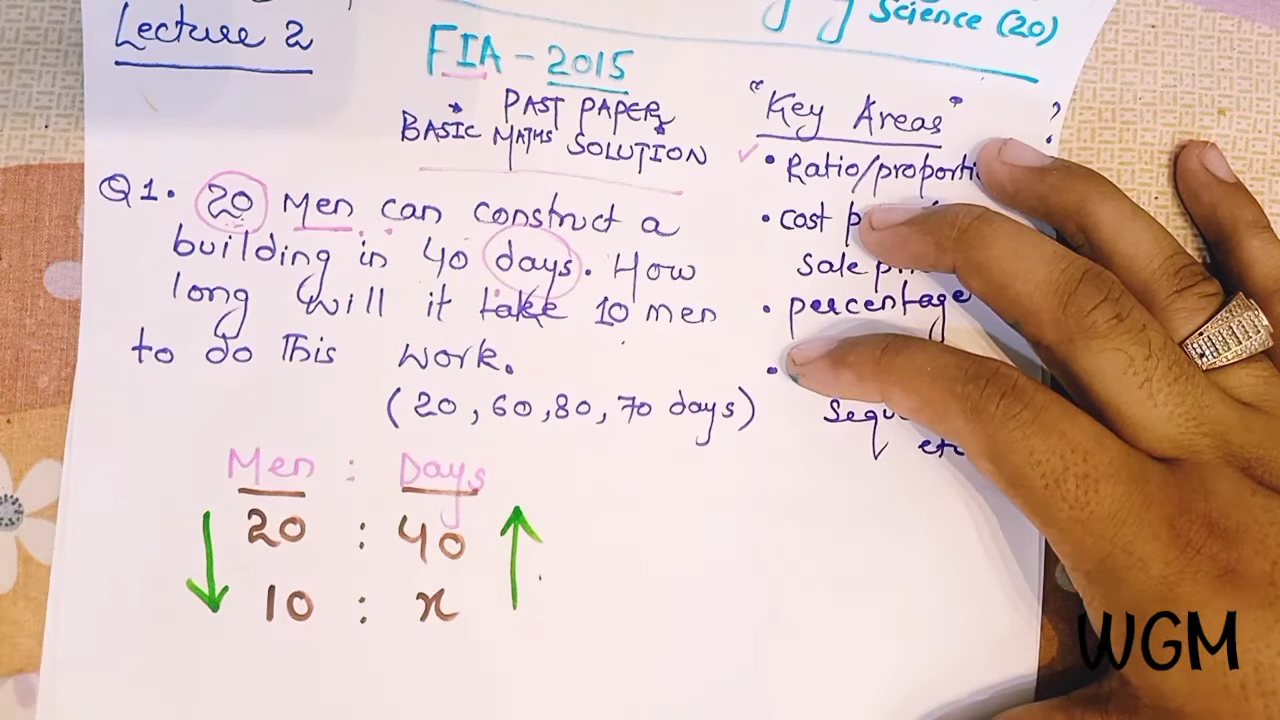 Science (20)
Lecture 2
FIA - 2015
PAST PAPER
BASIC MATHS SOLUTION
"Key Areas"
?
• Ratio/proporti
• cost p
Sale p
• percentage
•
Sequ
etc
Q1. 20 Men can construct a
building in 40 days. How
long will it take 10 men
to do This work.
(20, 60, 80, 70 days)
Men : Days
20 : 40
10 : x
WGM